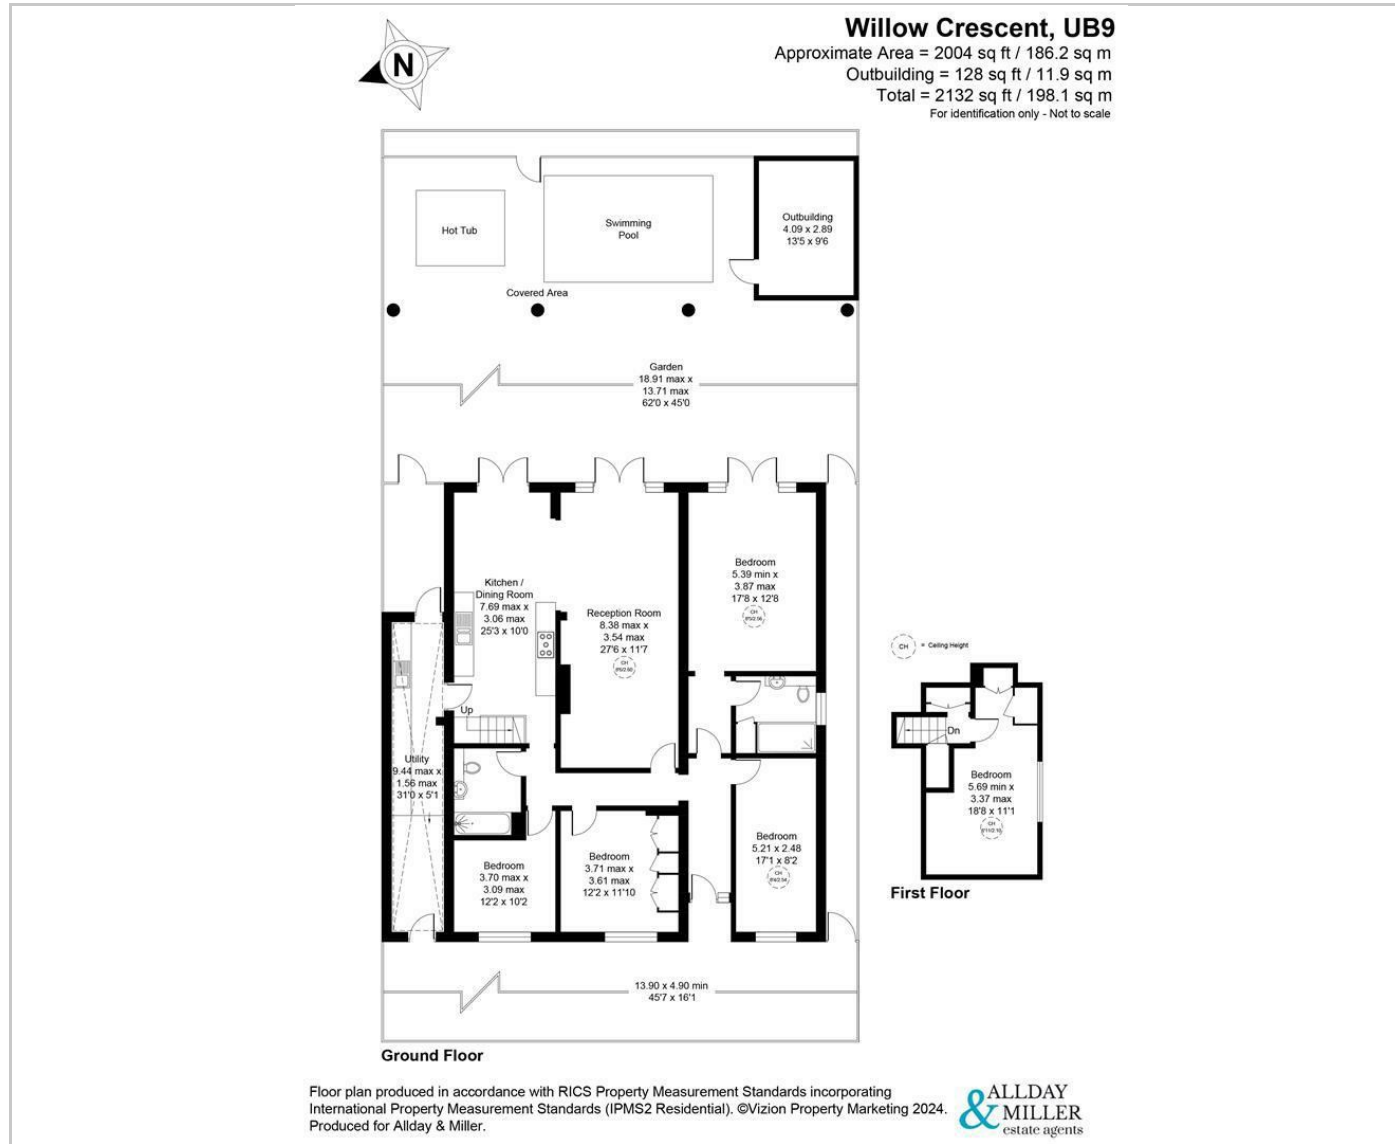 Willow Crescent, UB9
Approximate Area = 2004 sq ft / 186.2 sq m
Outbuilding = 128 sq ft / 11.9 sq m
Total = 2132 sq ft / 198.1 sq m
For identification only - Not to scale
N
Hot Tub
Swimming
Pool
Outbuilding
4.09 x 2.89
13'5 x 9'6
Covered Area
Garden
18.91 max x
13.71 max
62'0 x 45'0
Kitchen /
Dining Room
7.69 max x
3.06 max
25'3 x 10'0
Reception Room
8.38 max x
3.54 max
27'6 x 11'7
CH
Bedroom
5.39 min x
3.87 max
17'8 x 12'8
CH
Up
Utility
9.44 max x
1.56 max
31'0 x 5'1
Bedroom
3.70 max x
3.09 max
12'2 x 10'2
Bedroom
3.71 max x
3.61 max
12'2 x 11'10
Bedroom
5.21 x 2.48
17'1 x 8'2
CH
13.90 x 4.90 min
45'7 x 16'1
Ground Floor
CH
= Ceiling Height
Dn
Bedroom
5.69 min x
3.37 max
18'8 x 11'1
CH
First Floor
Floor plan produced in accordance with RICS Property Measurement Standards incorporating
International Property Measurement Standards (IPMS2 Residential). ©Vizion Property Marketing 2024.
Produced for Allday & Miller.
ALLDAY
& MILLER
estate agents